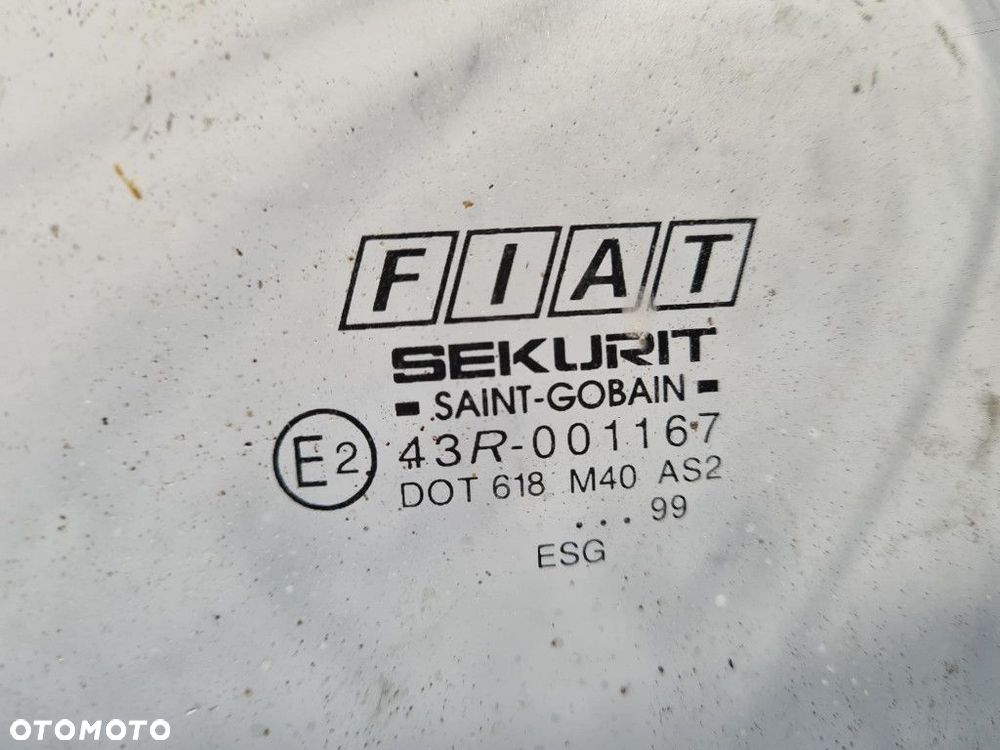 FIAT
SEKURIT
- SAINT-GOBAIN -
E2 43R-001167
DOT 618 M40 AS2
... 99
ESG
OTOMOTO